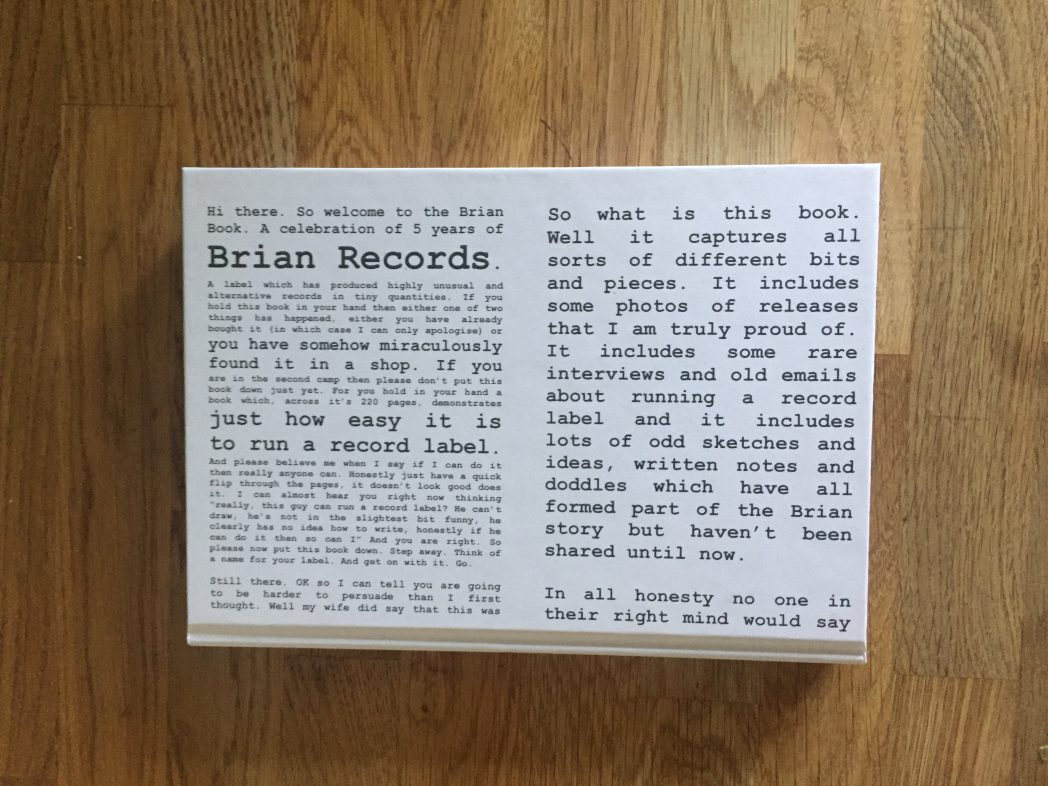 Hi there. So welcome to the Brian
Book. A celebration of 5 years of
Brian Records.
A label which has produced highly unusual and
alternative records in tiny quantities. If you
hold this book in your hand then either one of two
things has happened, either you have already
bought it (in which case I can only apologise) or
you have somehow miraculously
found it in a shop. If you
are in the second camp then please don't put this
book down just yet. For you hold in your hand a
book which, across it's 220 pages, demonstrates
just how easy it is
to run a record label.
And please believe me when I say if I can do it
then really anyone can. Honestly just have a quick
flip through the pages, it doesn't look good does
it. I can almost hear you right now thinking
"really, this guy can run a record label? He can't
draw, he's not in the slightest bit funny, he
clearly has no idea how to write, honestly if he
can do it then so can I" And you are right. So
please now put this book down. Step away. Think of
a name for your label. And get on with it. Go.
Still there. OK so I can tell you are going
to be harder to persuade than I first
thought. Well my wife did say that this was
So what is this book.
Well it captures all
sorts of different bits
and pieces. It includes
some photos of releases
that I am truly proud of.
It includes some rare
interviews and old emails
about running a record
label and it includes
lots of odd sketches and
ideas, written notes and
doddles which have all
formed part of the Brian
story but haven't been
shared until now.
In all honesty no one in
their right mind would say